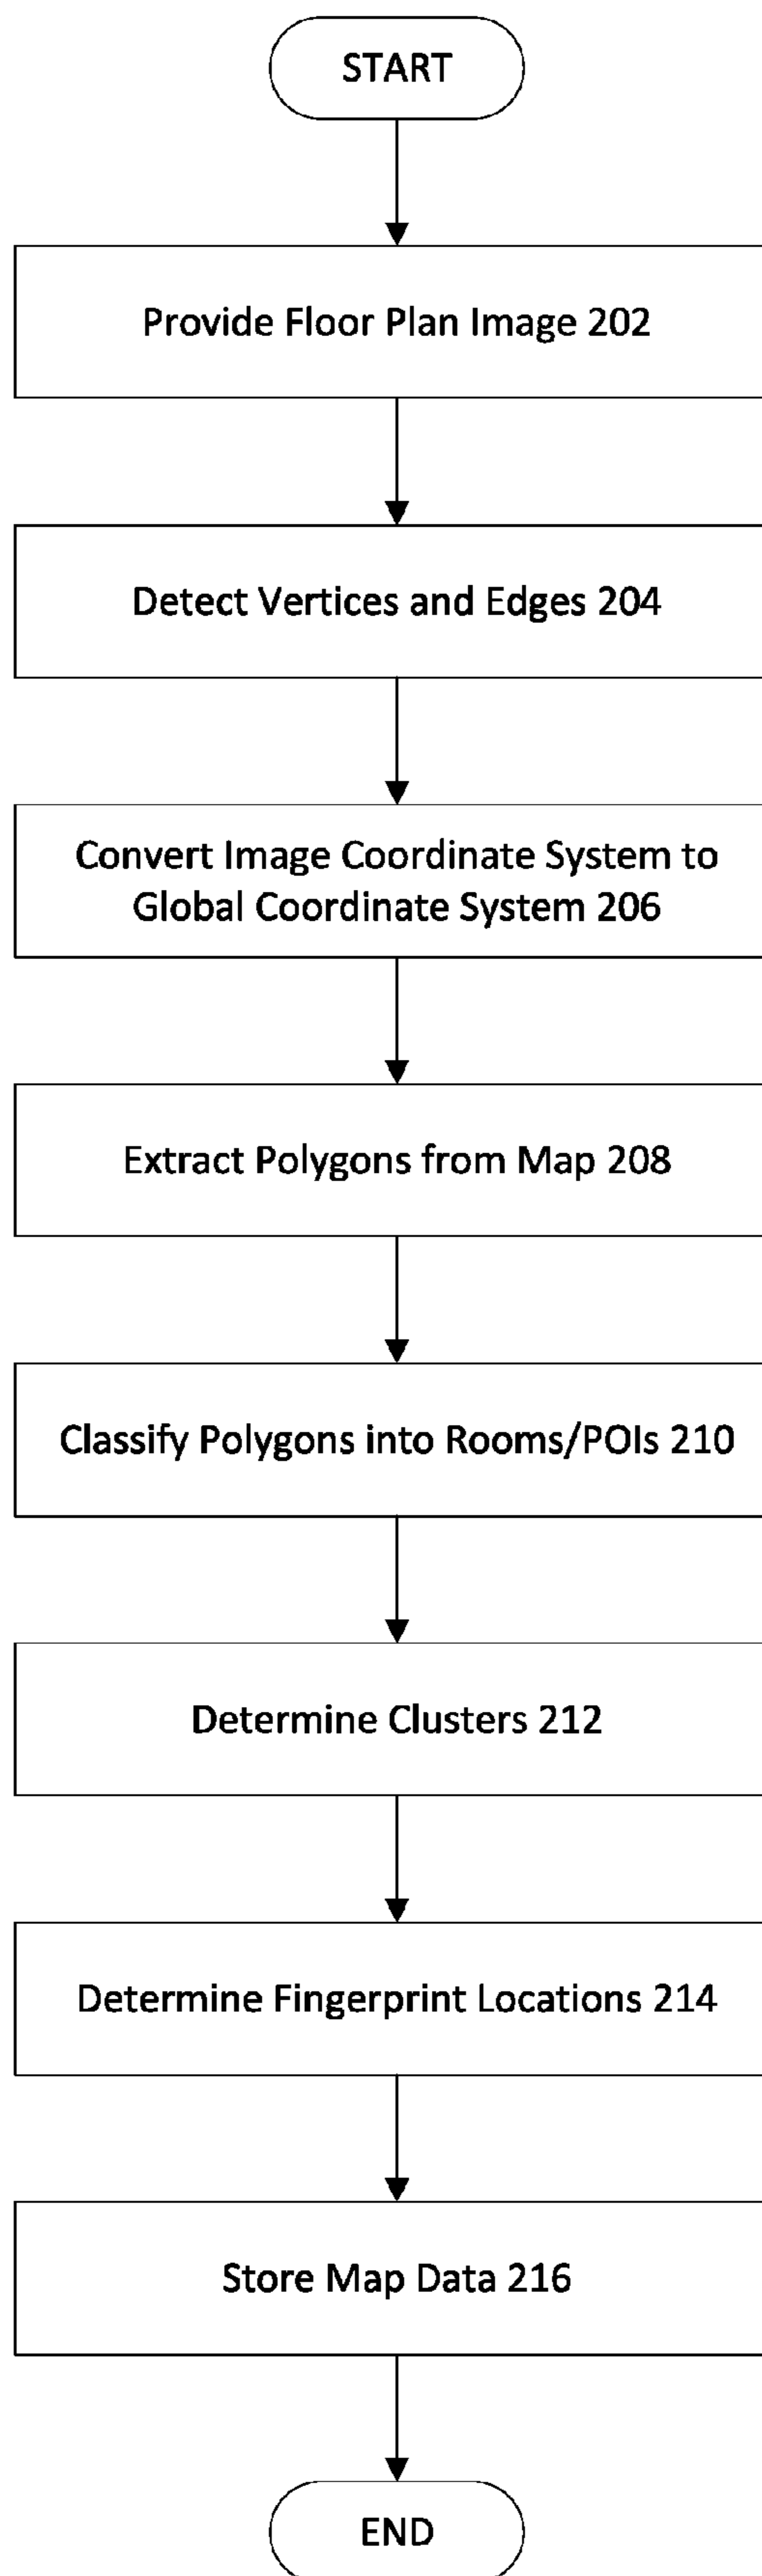 START
Provide Floor Plan Image 202
Detect Vertices and Edges 204
Convert Image Coordinate System to
Global Coordinate System 206
Extract Polygons from Map 208
Classify Polygons into Rooms/POIs 210
Determine Clusters 212
Determine Fingerprint Locations 214
Store Map Data 216
END